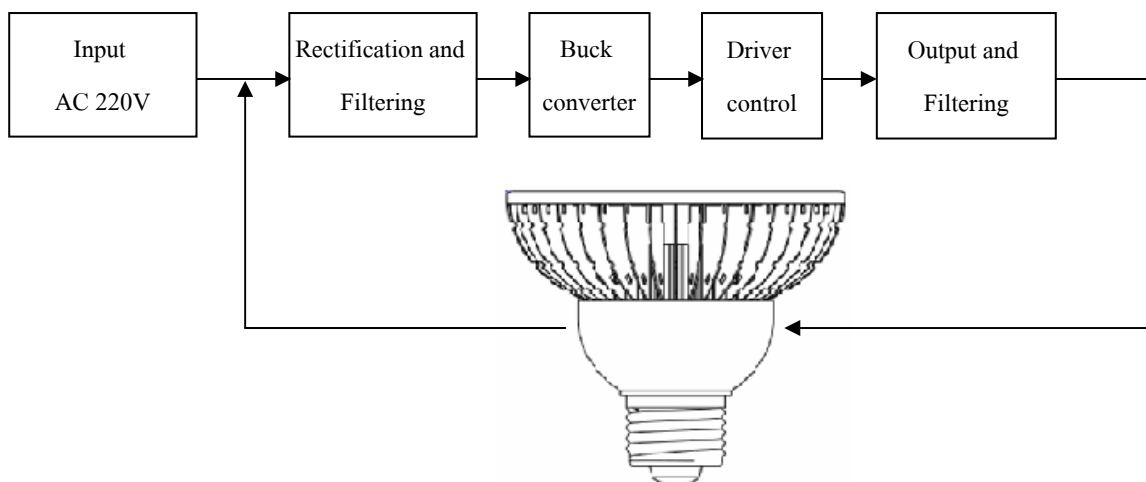 Input
AC 220V
Rectification and
Filtering
Buck
converter
Driver
control
Output and
Filtering